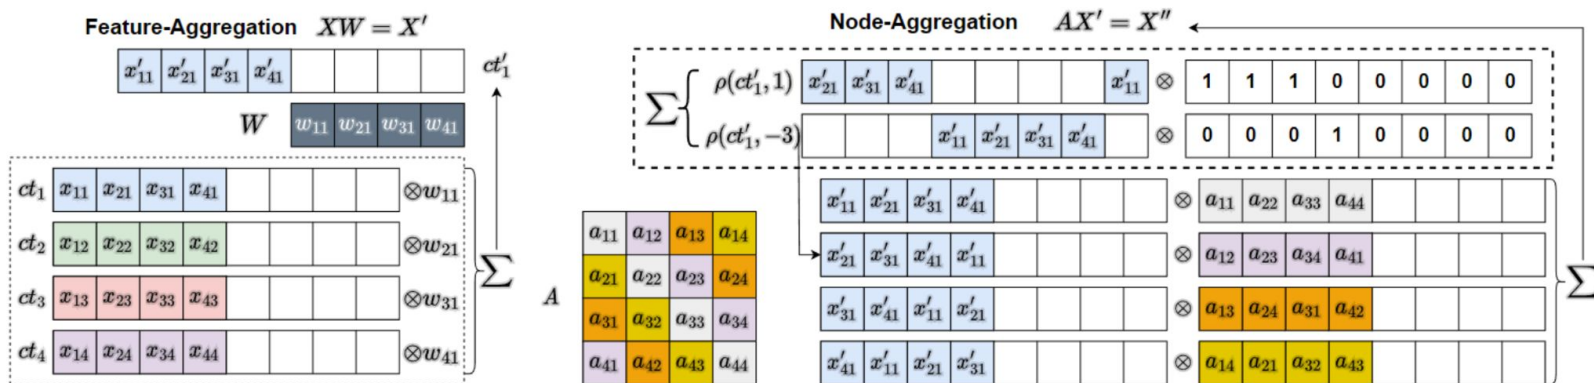 Feature-Aggregation XW = X′
x′11 x′21 x′31 x′41 ct′1
W w11 w21 w31 w41
ct1 x11 x21 x31 x41 ⊗w11
ct2 x12 x22 x32 x42 ⊗w21
ct3 x13 x23 x33 x43 ⊗w31
ct4 x14 x24 x34 x44 ⊗w41
∑
A
a11 a12 a13 a14
a21 a22 a23 a24
a31 a32 a33 a34
a41 a42 a43 a44
Node-Aggregation AX′ = X″
∑
ρ(ct′1, 1) x′21 x′31 x′41 x′11 ⊗ 1 1 1 0 0 0 0 0
ρ(ct′1, −3) x′11 x′21 x′31 x′41 ⊗ 0 0 0 1 0 0 0 0
x′11 x′21 x′31 x′41 ⊗ a11 a22 a33 a44
x′21 x′31 x′41 x′11 ⊗ a12 a23 a34 a41
x′31 x′41 x′11 x′21 ⊗ a13 a24 a31 a42
x′41 x′11 x′21 x′31 ⊗ a14 a21 a32 a43
∑